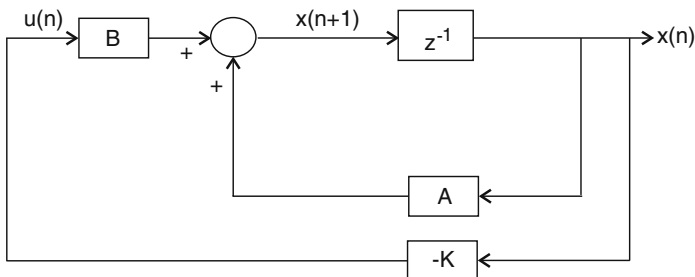 u(n)
B
+
+
x(n+1)
z⁻¹
x(n)
A
-K